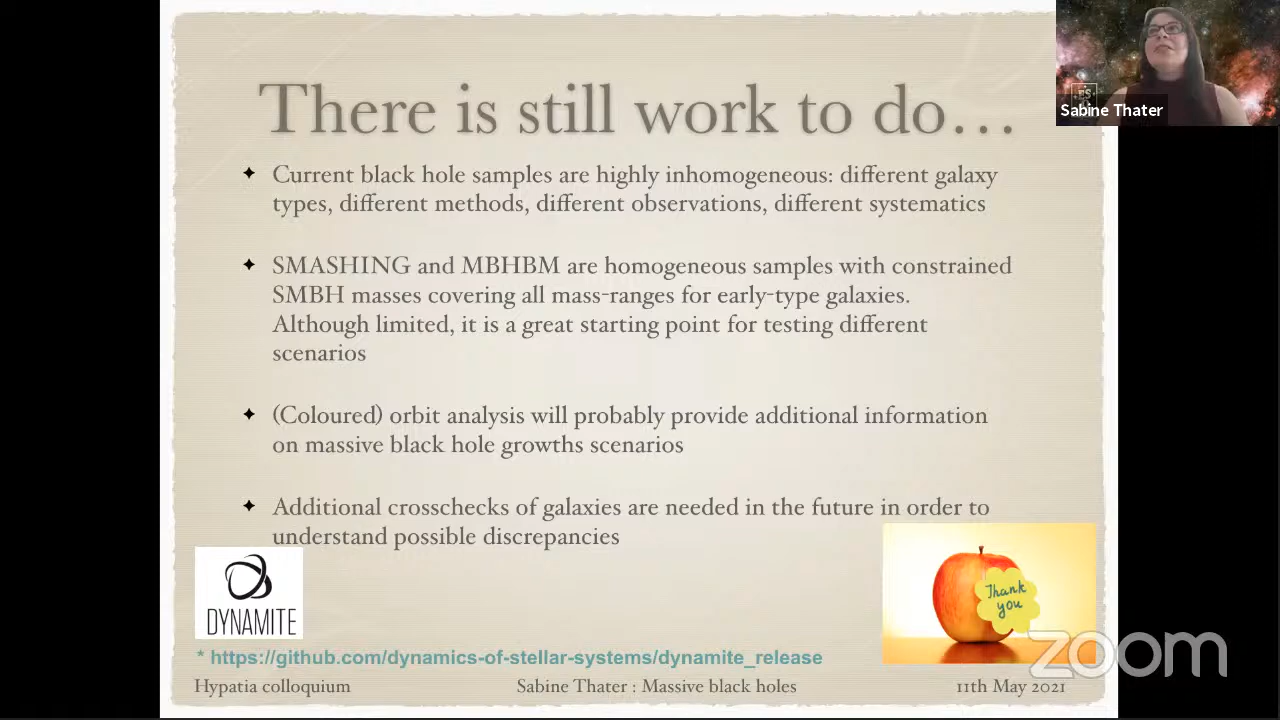 There is still work to do...
Sabine Thater
✦ Current black hole samples are highly inhomogeneous: different galaxy
types, different methods, different observations, different systematics
✦ SMASHING and MBHBM are homogeneous samples with constrained
SMBH masses covering all mass-ranges for early-type galaxies.
Although limited, it is a great starting point for testing different
scenarios
✦ (Coloured) orbit analysis will probably provide additional information
on massive black hole growths scenarios
✦ Additional crosschecks of galaxies are needed in the future in order to
understand possible discrepancies
DYNAMITE
Thank
you
zoom
* https://github.com/dynamics-of-stellar-systems/dynamite_release
Hypatia colloquium
Sabine Thater : Massive black holes
11th May 2021